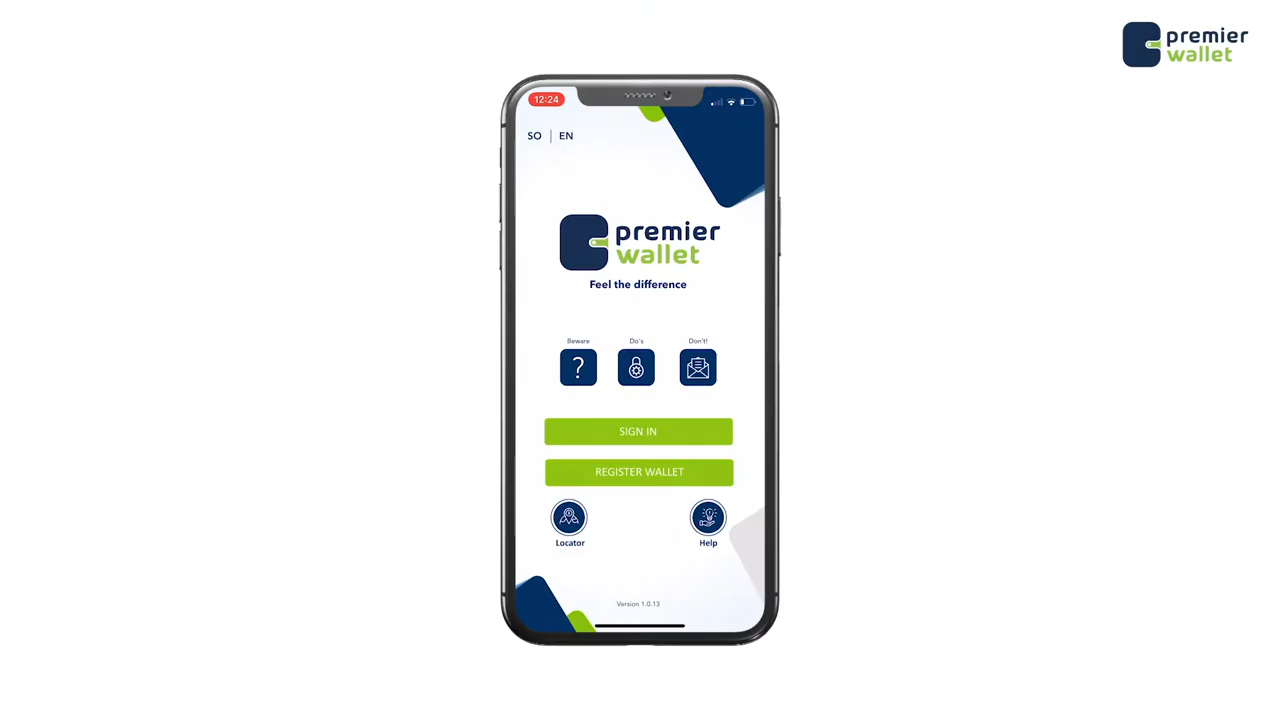 premier
wallet
12:24
SO | EN
premier
wallet
Feel the difference
Beware
Do's
Don't!
?
SIGN IN
REGISTER WALLET
Locator
Help
Version 1.0.13